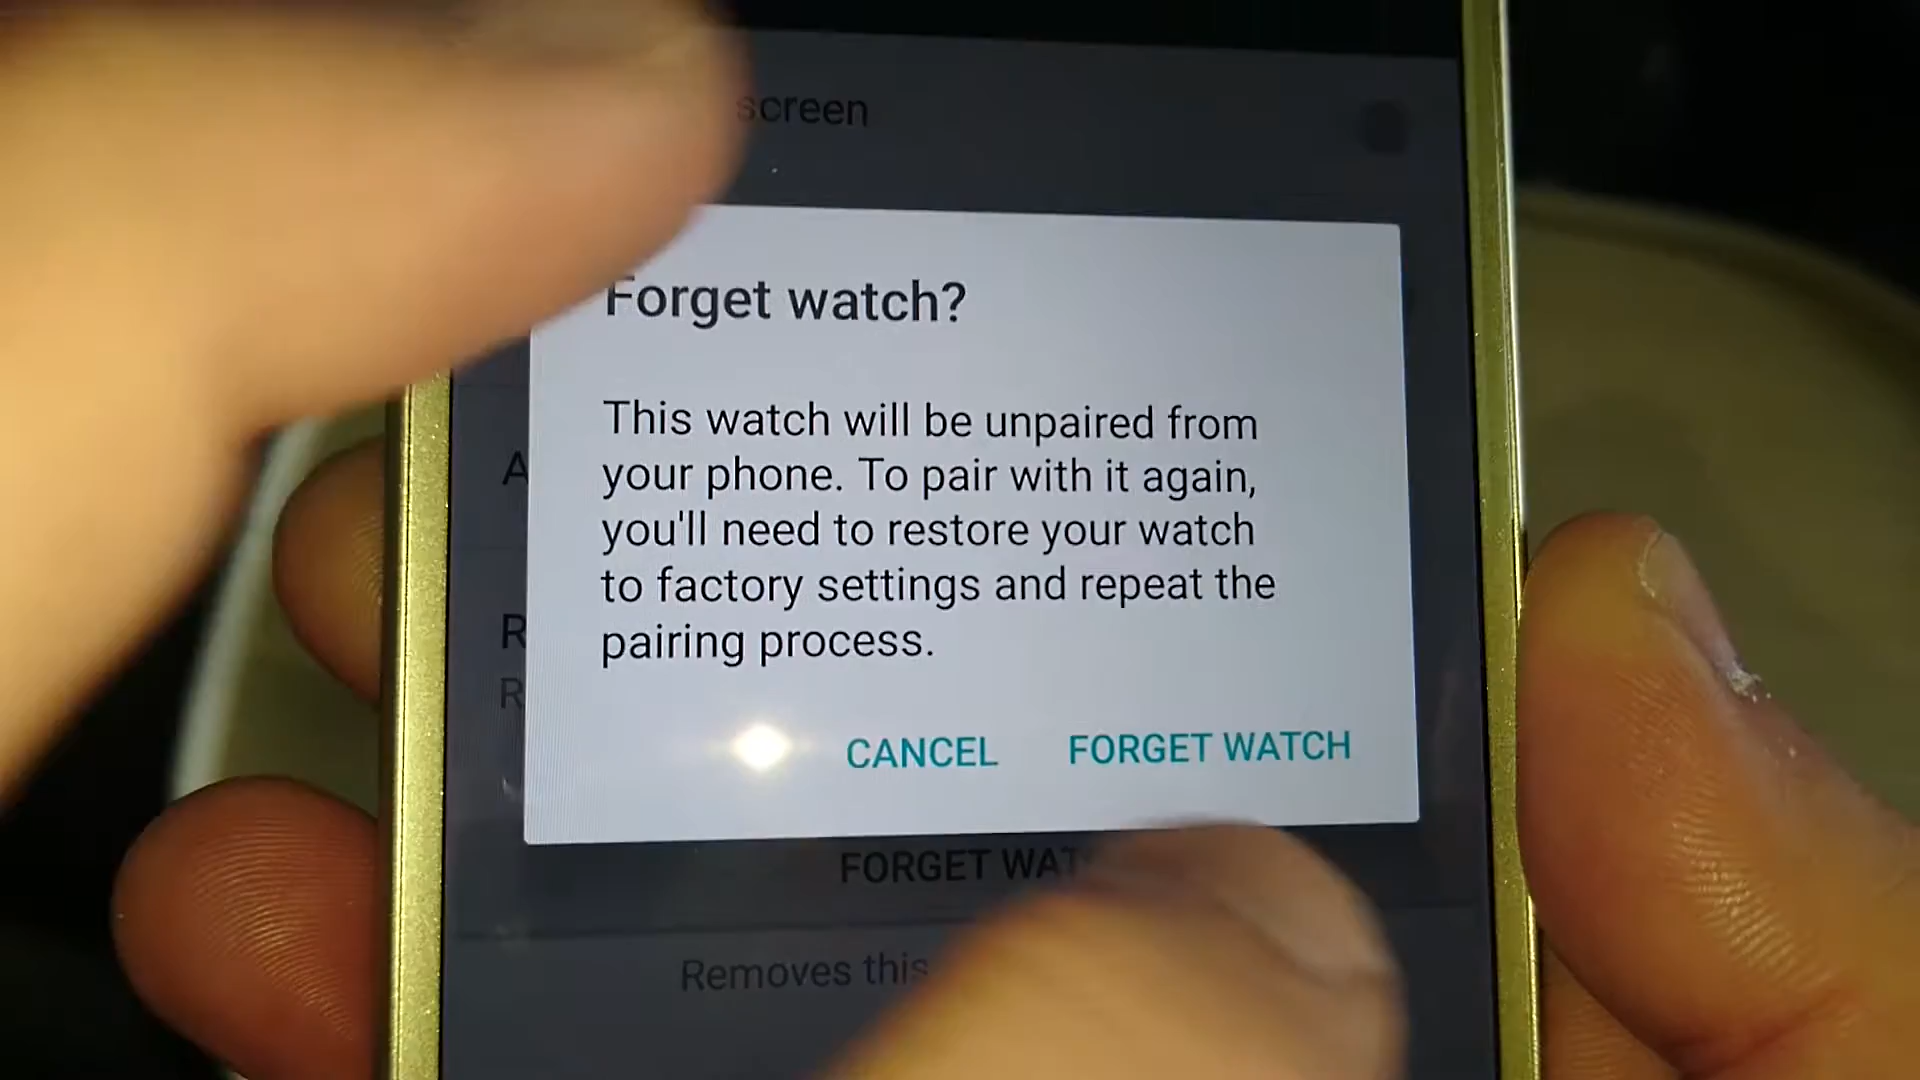 screen
Forget watch?
This watch will be unpaired from
your phone. To pair with it again,
you'll need to restore your watch
to factory settings and repeat the
pairing process.
CANCEL FORGET WATCH
FORGET
Removes this